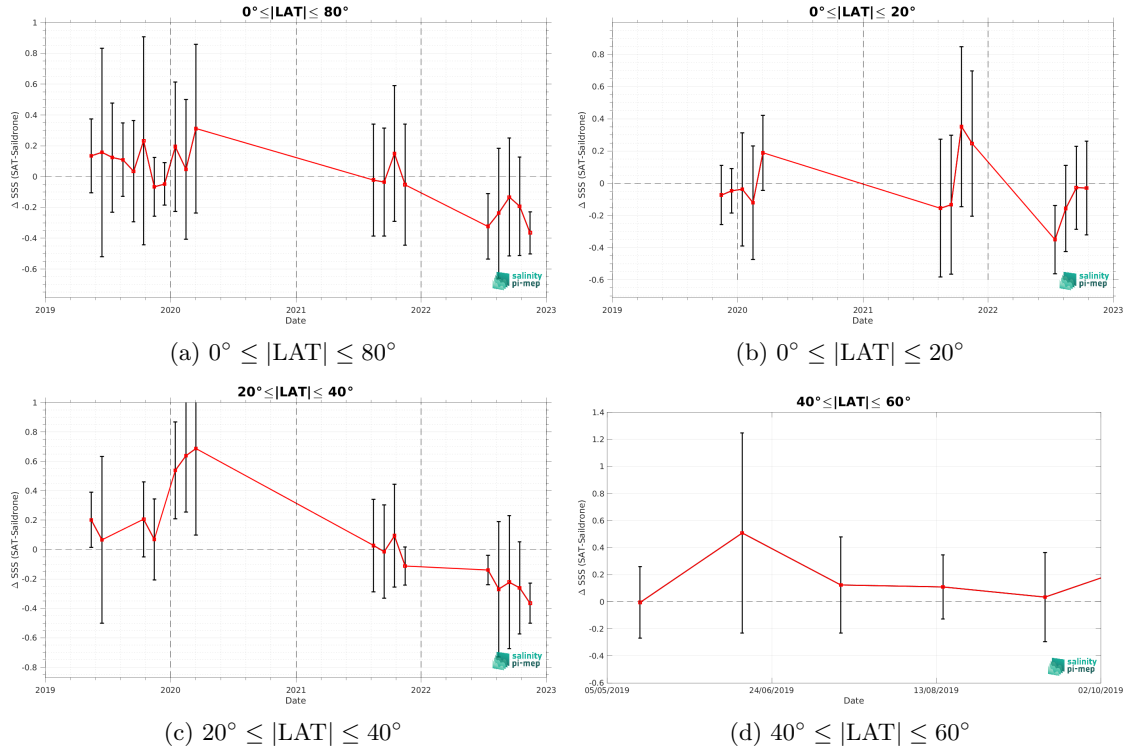 0°≤|LAT|≤ 80°
1
0.8
0.6
0.4
0.2
0
-0.2
-0.4
-0.6
Δ SSS (SAT-Saildrone)
2019
2020
2021
2022
2023
Date
salinity
pi-mep
(a) 0° ≤ |LAT| ≤ 80°
0°≤|LAT|≤ 20°
0.8
0.6
0.4
0.2
0
-0.2
-0.4
-0.6
Δ SSS (SAT-Saildrone)
2019
2020
2021
2022
2023
Date
salinity
pi-mep
(b) 0° ≤ |LAT| ≤ 20°
20°≤|LAT|≤ 40°
1
0.8
0.6
0.4
0.2
0
-0.2
-0.4
-0.6
-0.8
Δ SSS (SAT-Saildrone)
2019
2020
2021
2022
2023
Date
salinity
pi-mep
(c) 20° ≤ |LAT| ≤ 40°
40°≤|LAT|≤ 60°
1.4
1.2
1
0.8
0.6
0.4
0.2
0
-0.2
-0.4
-0.6
Δ SSS (SAT-Saildrone)
05/05/2019
24/06/2019
13/08/2019
02/10/2019
Date
salinity
pi-mep
(d) 40° ≤ |LAT| ≤ 60°